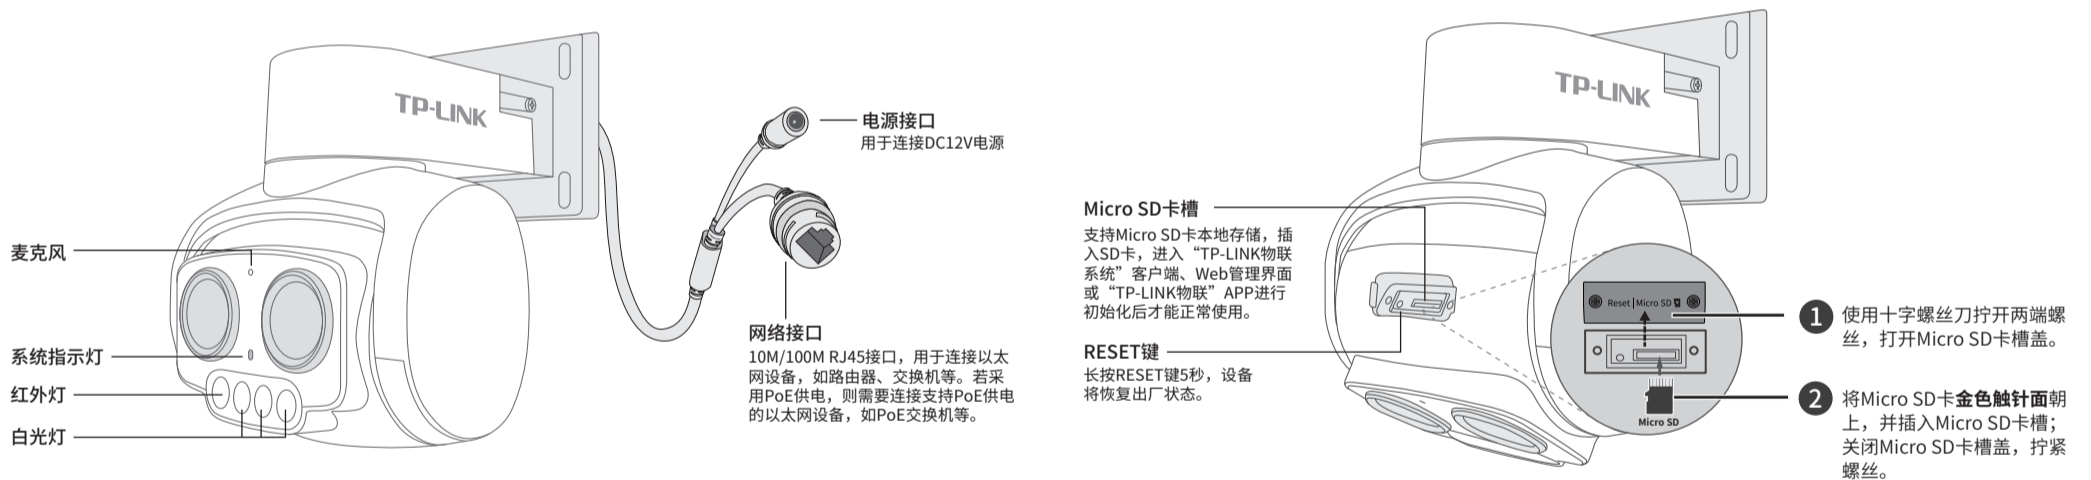 TP-LINK
电源接口
用于连接DC12V电源
麦克风
系统指示灯
红外灯
白光灯
网络接口
10M/100M RJ45接口，用于连接以太
网设备，如路由器、交换机等。若采
用PoE供电，则需要连接支持PoE供电
的以太网设备，如PoE交换机等。
TP-LINK
Micro SD卡槽
支持Micro SD卡本地存储，插
入SD卡，进入“TP-LINK物联
系统”客户端、Web管理界面
或“TP-LINK物联”APP进行
初始化后才能正常使用。
RESET键
长按RESET键5秒，设备
将恢复出厂状态。
Reset Micro SD
Micro SD
1 使用十字螺丝刀拧开两端螺
丝，打开Micro SD卡槽盖。
2 将Micro SD卡金色触针面朝
上，并插入Micro SD卡槽；
关闭Micro SD卡槽盖，拧紧
螺丝。